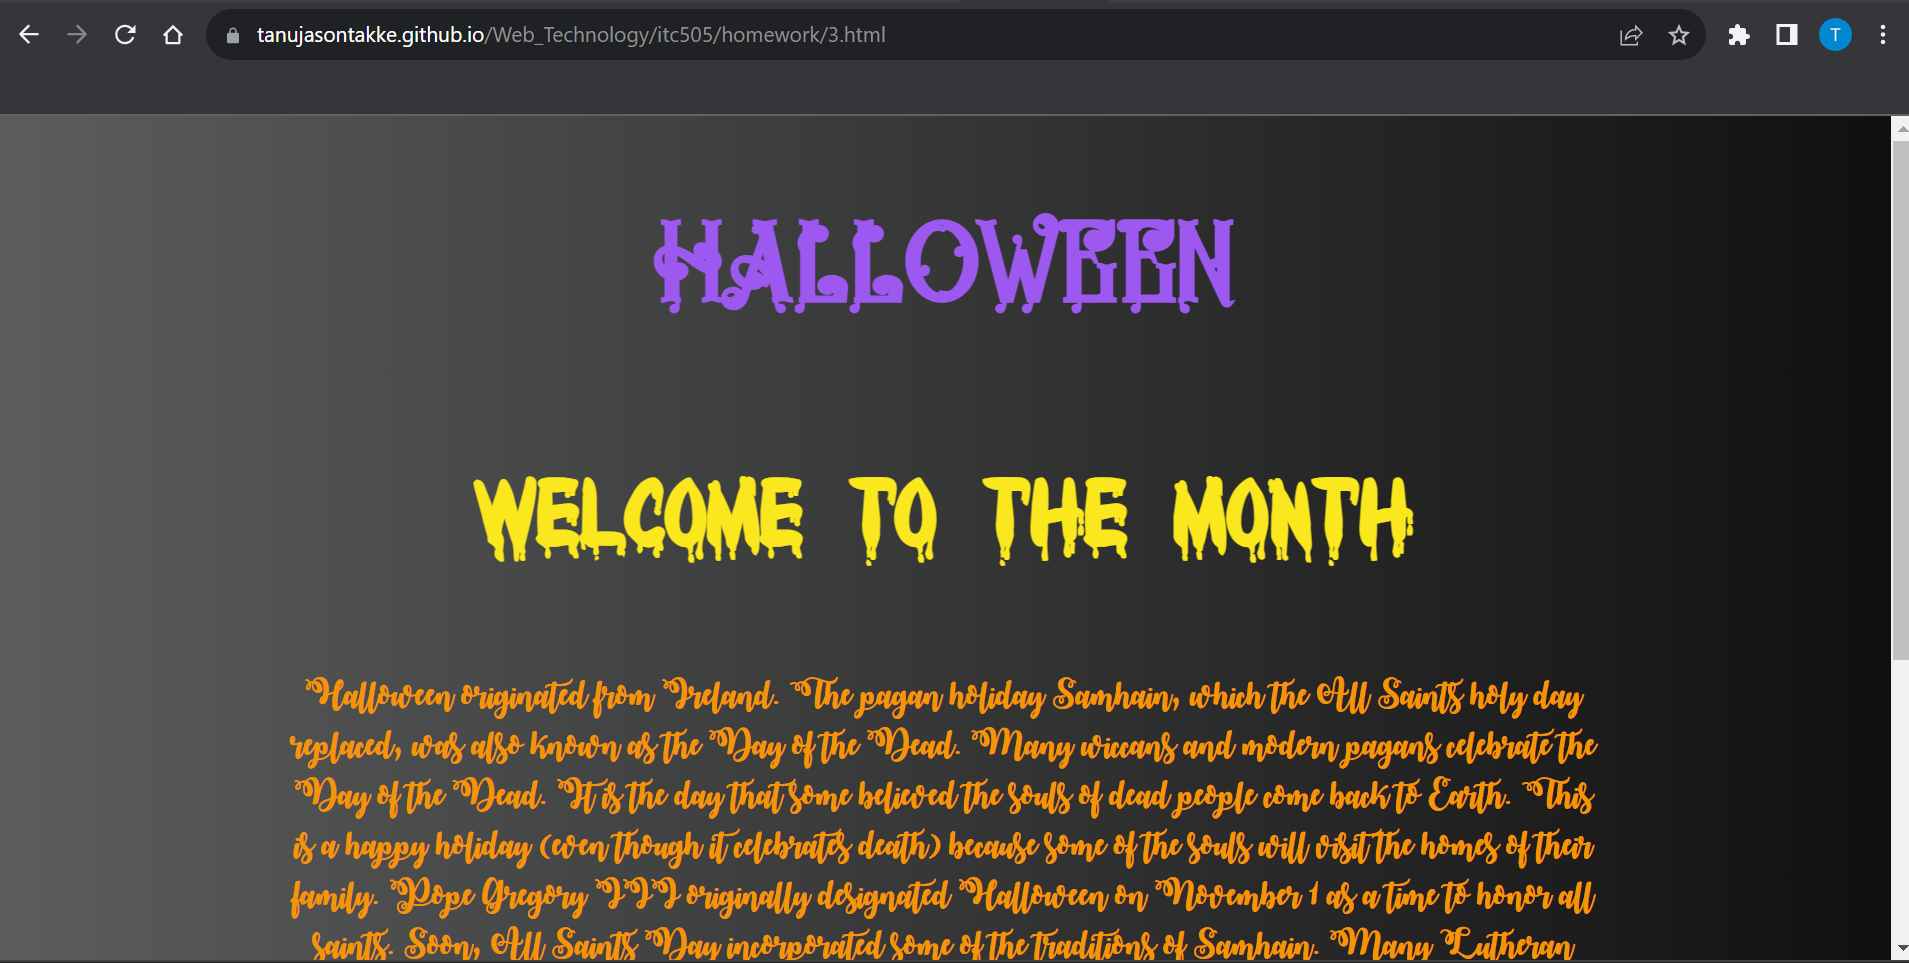 tanujasontakke.github.io/Web_Technology/itc505/homework/3.html
T
HALLOWEEN
WELCOME TO THE MONTH
Halloween originated from Ireland. The pagan holiday Samhain, which the All Saints holy day
replaced, was also known as the Day of the Dead. Many wiccans and modern pagans celebrate the
Day of the Dead. It is the day that some believed the souls of dead people come back to Earth. This
is a happy holiday (even though it celebrates death) because some of the souls will visit the homes of their
family. Pope Gregory III originally designated Halloween on November 1 as a time to honor all
saints. Soon, All Saints Day incorporated some of the traditions of Samhain. Many Lutheran